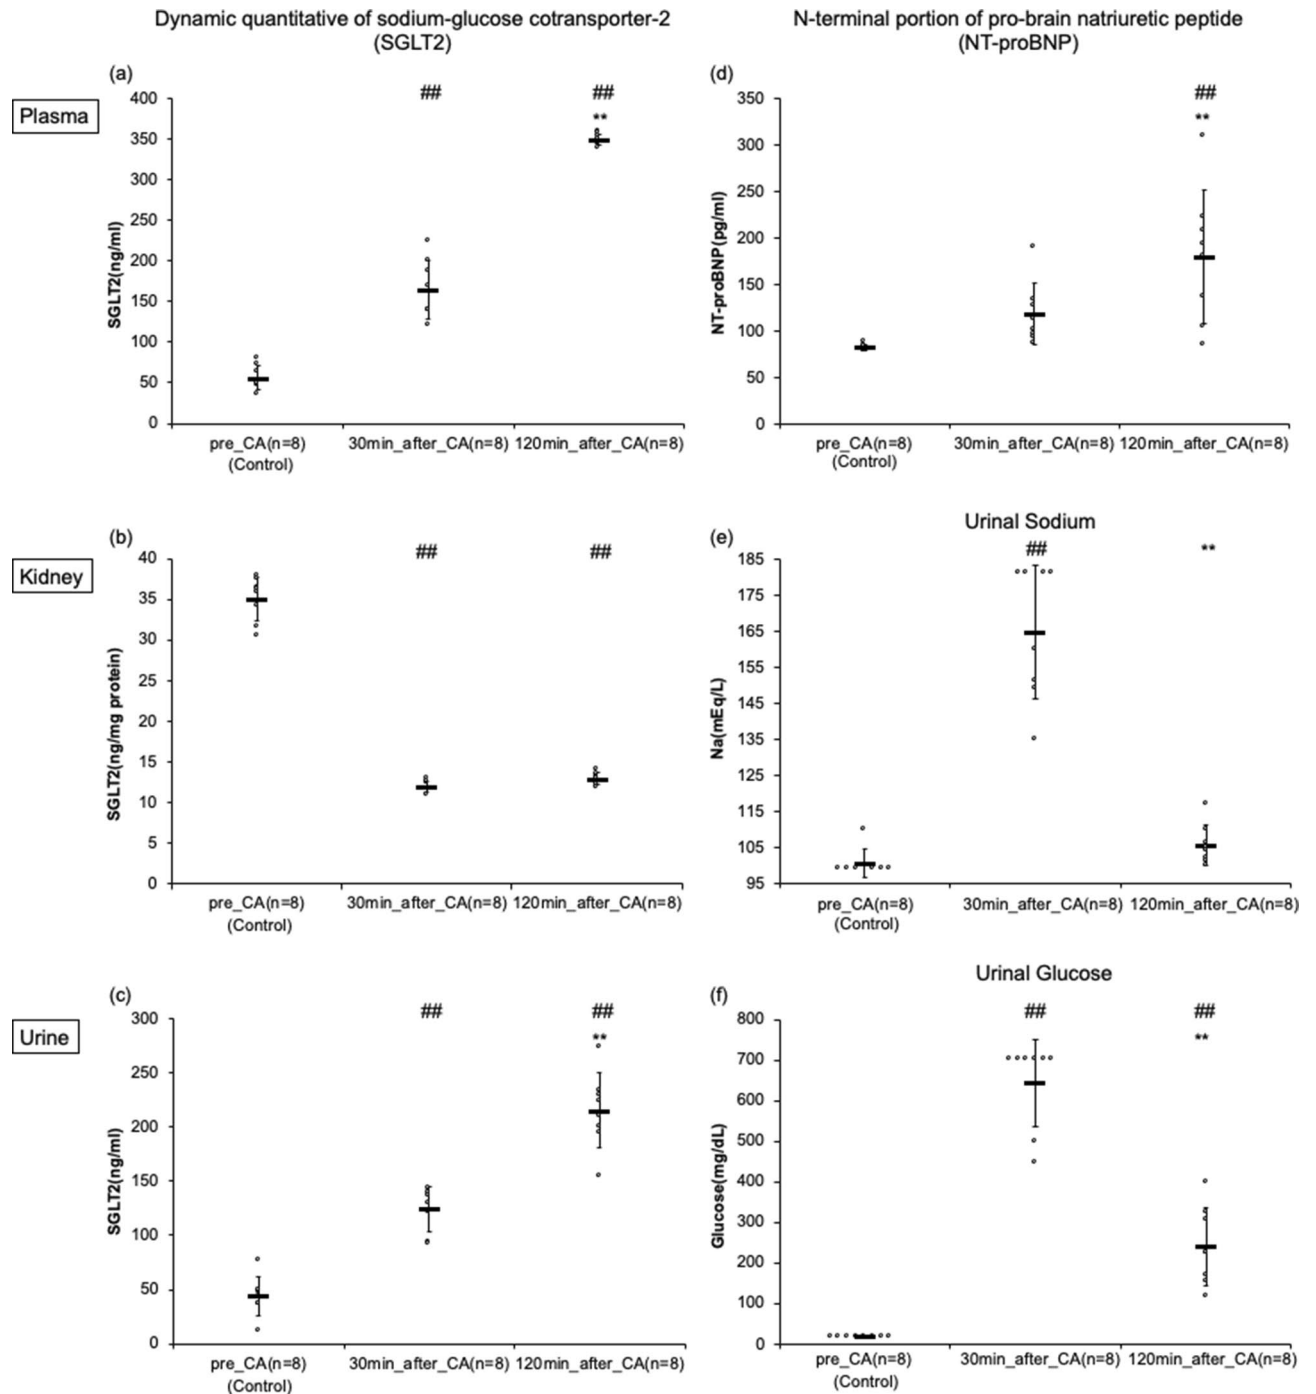 Dynamic quantitative of sodium-glucose cotransporter-2
(SGLT2)
N-terminal portion of pro-brain natriuretic peptide
(NT-proBNP)
Plasma
(a)
##
##
**
400
350
300
250
200
150
100
50
0
SGLT2(ng/ml)
pre_CA(n=8)
(Control)
30min_after_CA(n=8)
120min_after_CA(n=8)
(d)
##
**
350
300
250
200
150
100
50
0
NT-proBNP(pg/ml)
pre_CA(n=8)
(Control)
30min_after_CA(n=8)
120min_after_CA(n=8)
Kidney
(b)
##
##
40
35
30
25
20
15
10
5
0
SGLT2(ng/mg protein)
pre_CA(n=8)
(Control)
30min_after_CA(n=8)
120min_after_CA(n=8)
Urinal Sodium
(e)
##
**
185
175
165
155
145
135
125
115
105
95
Na(mEq/L)
pre_CA(n=8)
(Control)
30min_after_CA(n=8)
120min_after_CA(n=8)
Urine
(c)
##
##
**
300
250
200
150
100
50
0
SGLT2(ng/ml)
pre_CA(n=8)
(Control)
30min_after_CA(n=8)
120min_after_CA(n=8)
Urinal Glucose
(f)
##
##
**
800
700
600
500
400
300
200
100
0
Glucose(mg/dL)
pre_CA(n=8)
(Control)
30min_after_CA(n=8)
120min_after_CA(n=8)